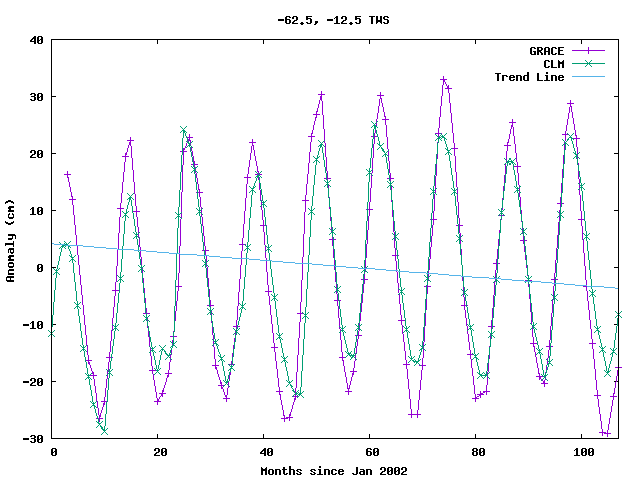 -62.5, -12.5 TWS
GRACE
CLM
Trend Line
40
30
20
10
0
-10
-20
-30
Anomaly (cm)
0 20 40 60 80 100
Months since Jan 2002